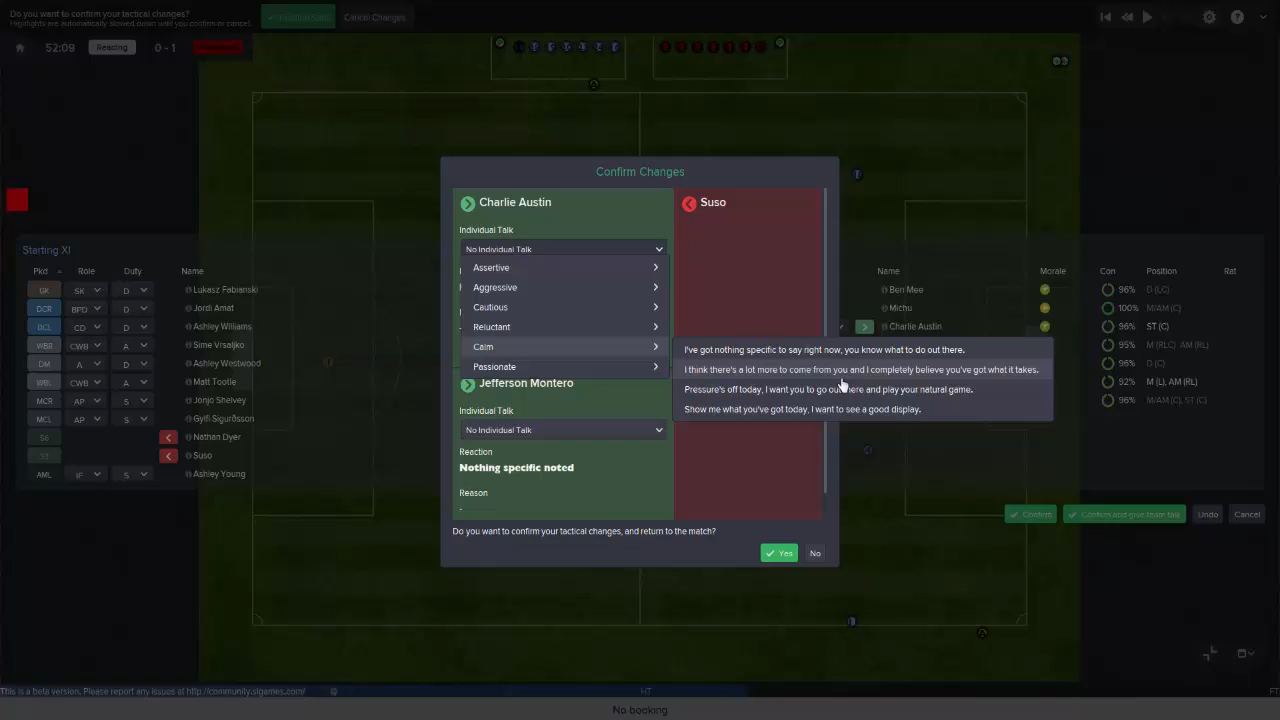 Do you want to confirm your tactical changes?
Highlights are automatically slowed down until you confirm or cancel.
Cancel Changes
52:09 Reading 0 - 1
Confirm Changes
Charlie Austin
Suso
Individual Talk
No Individual Talk
Assertive
Aggressive
Cautious
Reluctant
Calm
Passionate
I've got nothing specific to say right now, you know what to do out there.
I think there's a lot more to come from you and I completely believe you've got what it takes.
Pressure's off today, I want you to go out there and play your natural game.
Show me what you've got today, I want to see a good display.
Jefferson Montero
Individual Talk
No Individual Talk
Reaction
Nothing specific noted
Reason
-
Do you want to confirm your tactical changes, and return to the match?
Yes No
Starting XI
Pkd Role Duty Name
GK SK D Lukasz Fabianski
DCR BPD D Jordi Amat
DCL CD D Ashley Williams
WBR CWB A Sime Vrsaljko
DM A D Ashley Westwood
WBL CWB A Matt Tootle
MCR AP S Jonjo Shelvey
MCL AP S Gylfi Sigurðsson
S6 Nathan Dyer
Suso
AML IF S Ashley Young
Name Morale Con Position Rat
Ben Mee 96% D (LC)
Michu 100% M/AM (C)
Charlie Austin 96% ST (C)
95% M (RLC) AM (RL)
96% D (C)
92% M (L), AM (RL)
96% M/AM (C), ST (C)
Confirm Confirm and give team talk Undo Cancel
This is a beta version. Please report any issues at http://community.sigames.com/
HT
FT
No booking